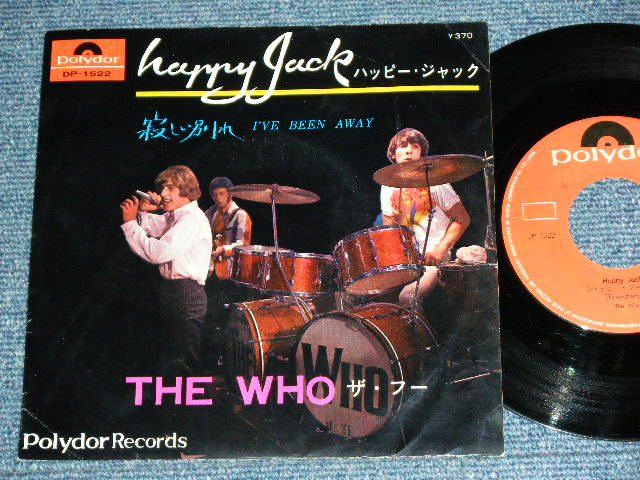 Polydor
DP-1522
Happy Jack
ハッピー・ジャック
¥370
寂しい別れ I'VE BEEN AWAY
WHO
THE WHO ザ・フー
Polydor Records
Polydor
DP-1522
Happy Jack
The Who